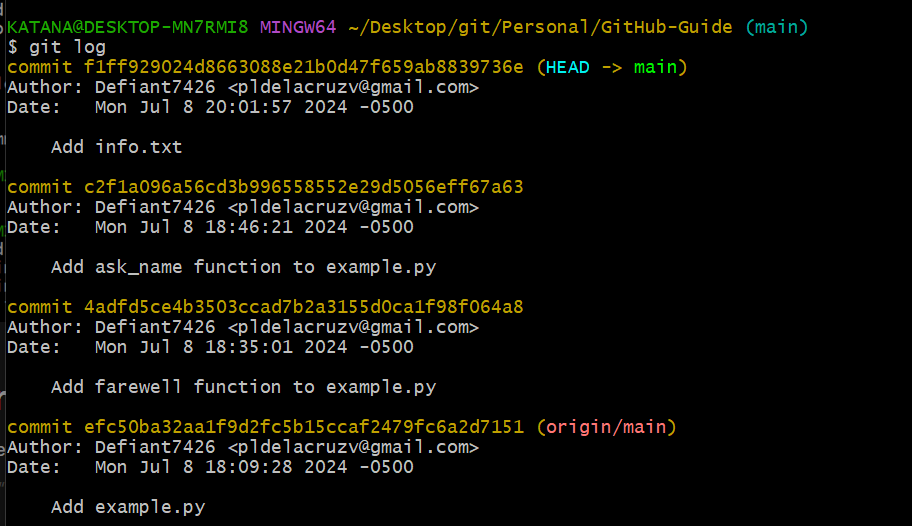 KATANA@DESKTOP-MN7RMI8 MINGW64 ~/Desktop/git/Personal/GitHub-Guide (main)
$ git log
commit f1ff929024d8663088e21b0d47f659ab8839736e (HEAD -> main)
Author: Defiant7426 <pldelacruzv@gmail.com>
Date:   Mon Jul 8 20:01:57 2024 -0500
    Add info.txt
commit c2f1a096a56cd3b996558552e29d5056eff67a63
Author: Defiant7426 <pldelacruzv@gmail.com>
Date:   Mon Jul 8 18:46:21 2024 -0500
    Add ask_name function to example.py
commit 4adfd5ce4b3503ccad7b2a3155d0ca1f98f064a8
Author: Defiant7426 <pldelacruzv@gmail.com>
Date:   Mon Jul 8 18:35:01 2024 -0500
    Add farewell function to example.py
commit efc50ba32aa1f9d2fc5b15ccaf2479fc6a2d7151 (origin/main)
Author: Defiant7426 <pldelacruzv@gmail.com>
Date:   Mon Jul 8 18:09:28 2024 -0500
    Add example.py